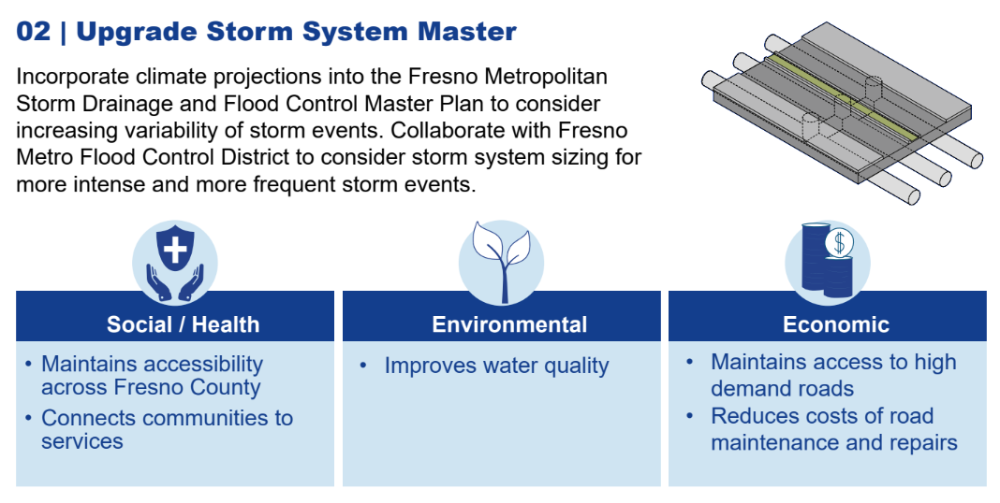 02 | Upgrade Storm System Master
Incorporate climate projections into the Fresno Metropolitan
Storm Drainage and Flood Control Master Plan to consider
increasing variability of storm events. Collaborate with Fresno
Metro Flood Control District to consider storm system sizing for
more intense and more frequent storm events.
Social / Health
• Maintains accessibility
across Fresno County
• Connects communities to
services
Environmental
• Improves water quality
$
Economic
• Maintains access to high
demand roads
• Reduces costs of road
maintenance and repairs